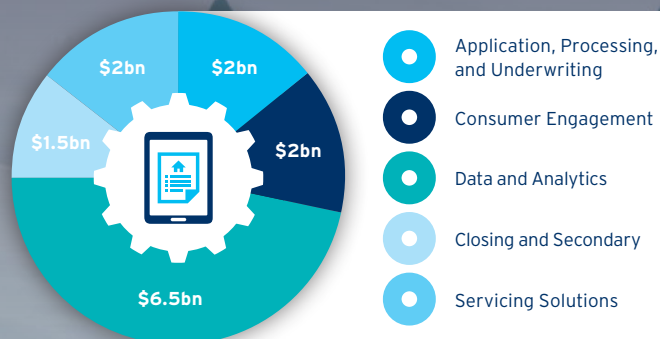 $2bn
$2bn
$1.5bn
$2bn
$6.5bn
Application, Processing,
and Underwriting
Consumer Engagement
Data and Analytics
Closing and Secondary
Servicing Solutions